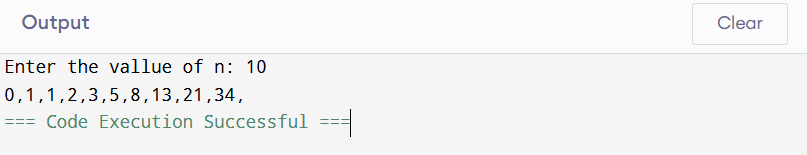 Output
Clear
Enter the vallue of n: 10
0,1,1,2,3,5,8,13,21,34,
=== Code Execution Successful ===